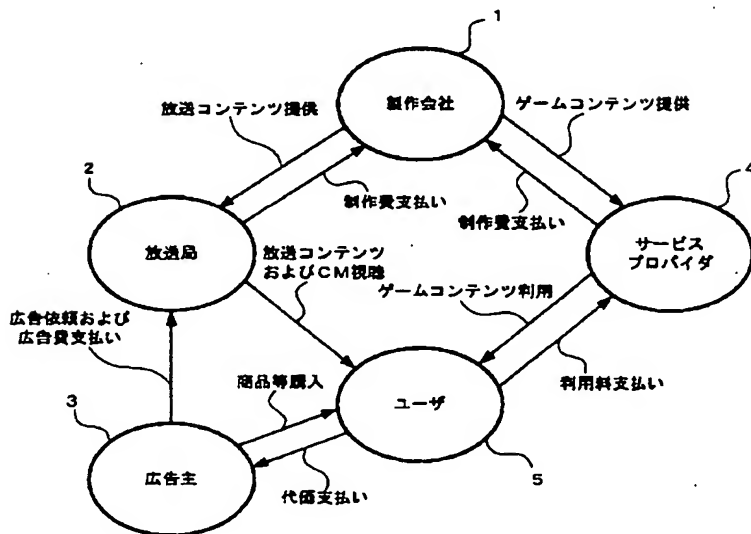 1
製作会社
放送コンテンツ提供
ゲームコンテンツ提供
2
4
制作費支払い
制作費支払い
放送局
放送コンテンツ
およびCM視聴
サービス
プロバイダ
ゲームコンテンツ利用
広告依頼および
広告費支払い
商品等購入
利用料支払い
3
ユーザ
広告主
代価支払い
5